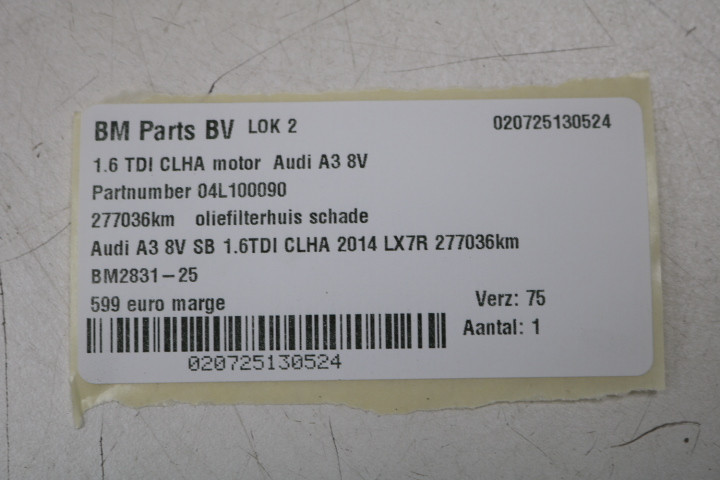 BM Parts BV LOK 2 020725130524
1.6 TDI CLHA motor Audi A3 8V
Partnumber 04L100090
277036km oliefilterhuis schade
Audi A3 8V SB 1.6TDI CLHA 2014 LX7R 277036km
BM2831-25
599 euro marge Verz: 75
Aantal: 1
020725130524